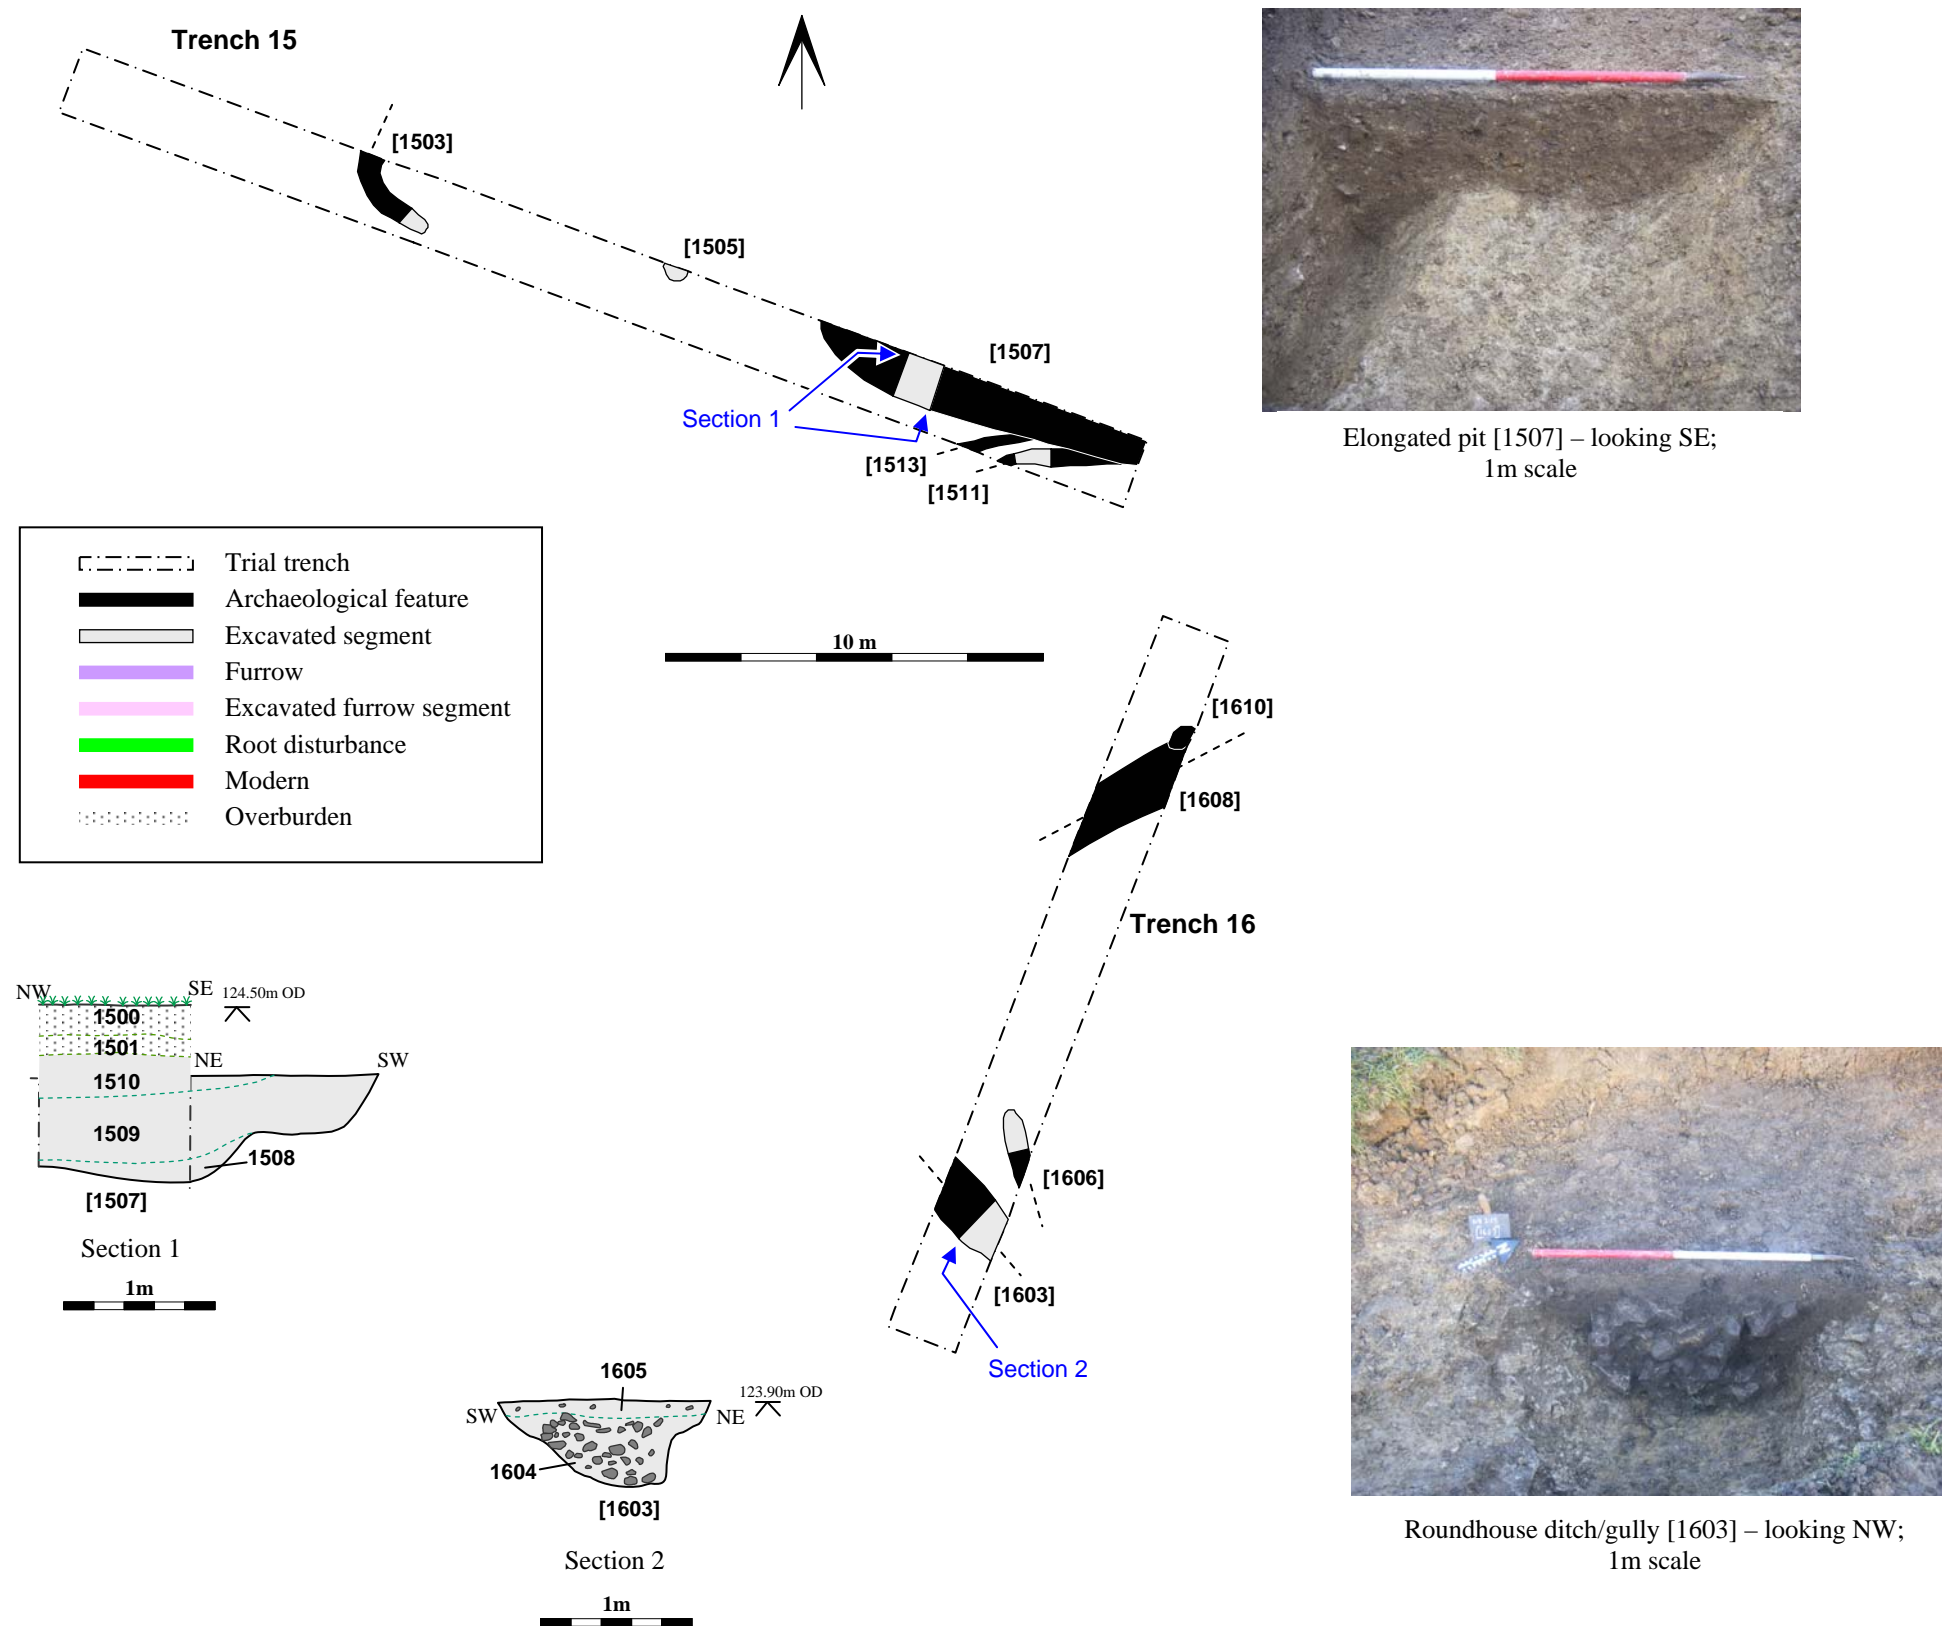 Trench 15
[1503]
[1505]
[1507]
Section 1
[1513]
[1511]
Elongated pit [1507] – looking SE;
1m scale
Trial trench
Archaeological feature
Excavated segment
Furrow
Excavated furrow segment
Root disturbance
Modern
Overburden
10 m
[1610]
[1608]
Trench 16
[1606]
[1603]
Section 2
NW
SE
124.50m OD
1500
1501
NE
SW
1510
1509
1508
[1507]
Section 1
1m
1605
123.90m OD
SW
NE
1604
[1603]
Section 2
1m
Roundhouse ditch/gully [1603] – looking NW;
1m scale